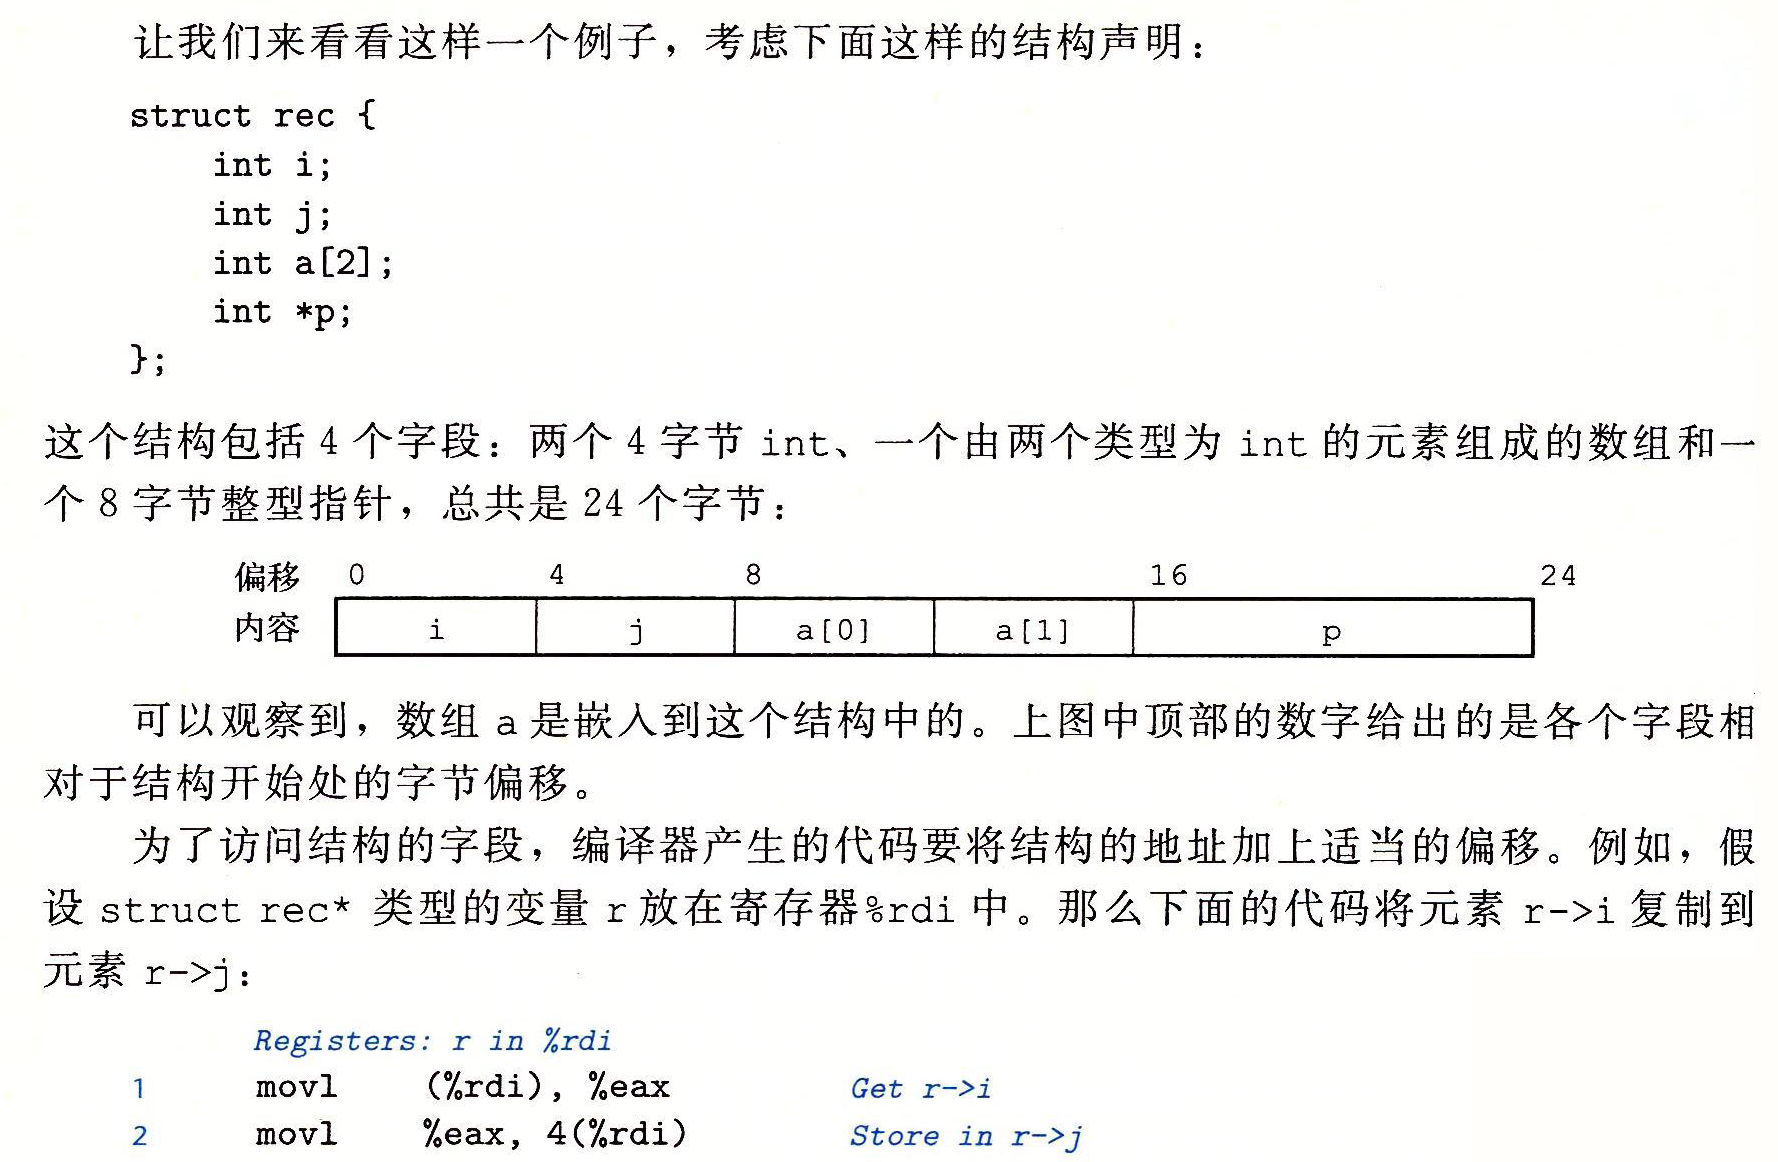 让我们来看看这样一个例子，考虑下面这样的结构声明：
struct rec {
    int i;
    int j;
    int a[2];
    int *p;
};
这个结构包括 4 个字段：两个 4 字节 int、一个由两个类型为 int 的元素组成的数组和一
个 8 字节整型指针，总共是 24 个字节：
偏移 0 4 8 16 24
内容 i j a[0] a[1] p
可以观察到，数组 a 是嵌入到这个结构中的。上图中顶部的数字给出的是各个字段相
对于结构开始处的字节偏移。
为了访问结构的字段，编译器产生的代码要将结构的地址加上适当的偏移。例如，假
设 struct rec* 类型的变量 r 放在寄存器%rdi 中。那么下面的代码将元素 r->i 复制到
元素 r->j：
Registers: r in %rdi
1 movl (%rdi), %eax Get r->i
2 movl %eax, 4(%rdi) Store in r->j